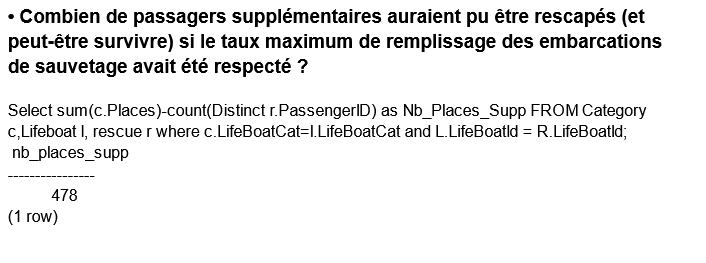 • Combien de passagers supplémentaires auraient pu être rescapés (et
peut-être survivre) si le taux maximum de remplissage des embarcations
de sauvetage avait été respecté ?
Select sum(c.Places)-count(Distinct r.PassengerID) as Nb_Places_Supp FROM Category
c,Lifeboat l, rescue r where c.LifeBoatCat=l.LifeBoatCat and L.LifeBoatId = R.LifeBoatId;
nb_places_supp
----------------
478
(1 row)